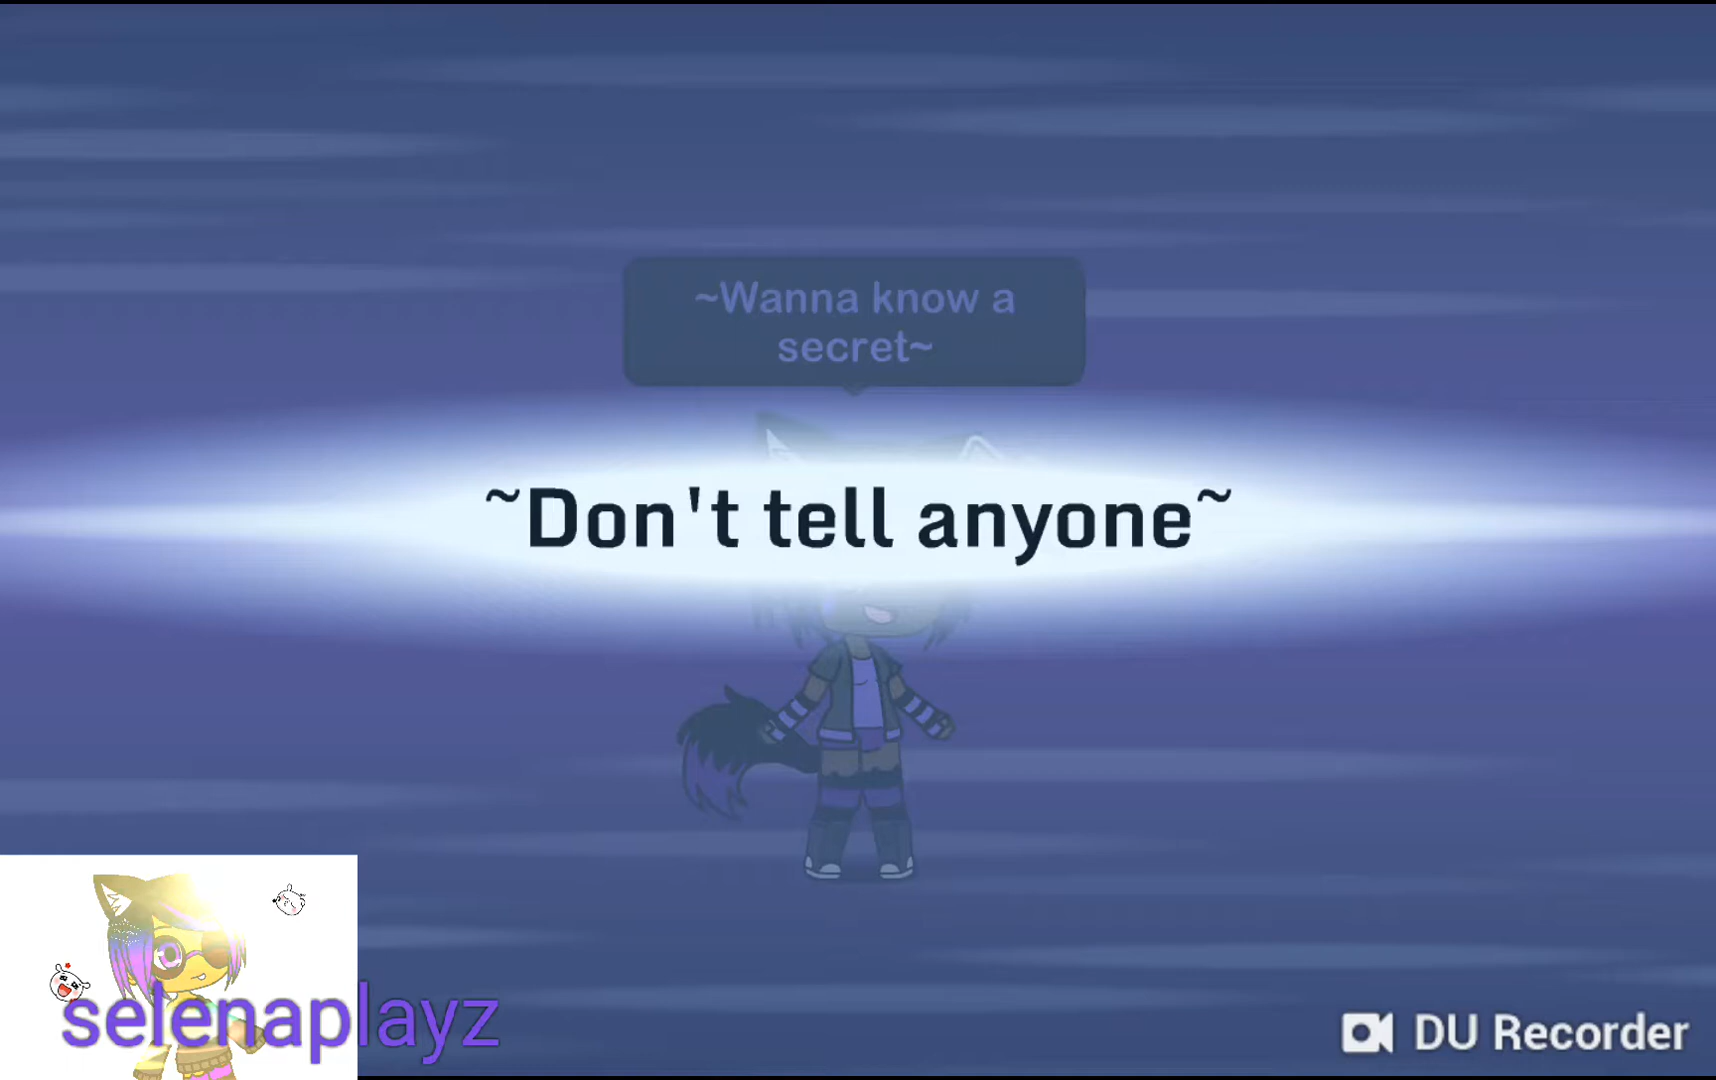 ~Wanna know a
secret~
~Don't tell anyone~
selenaplayz
DU Recorder